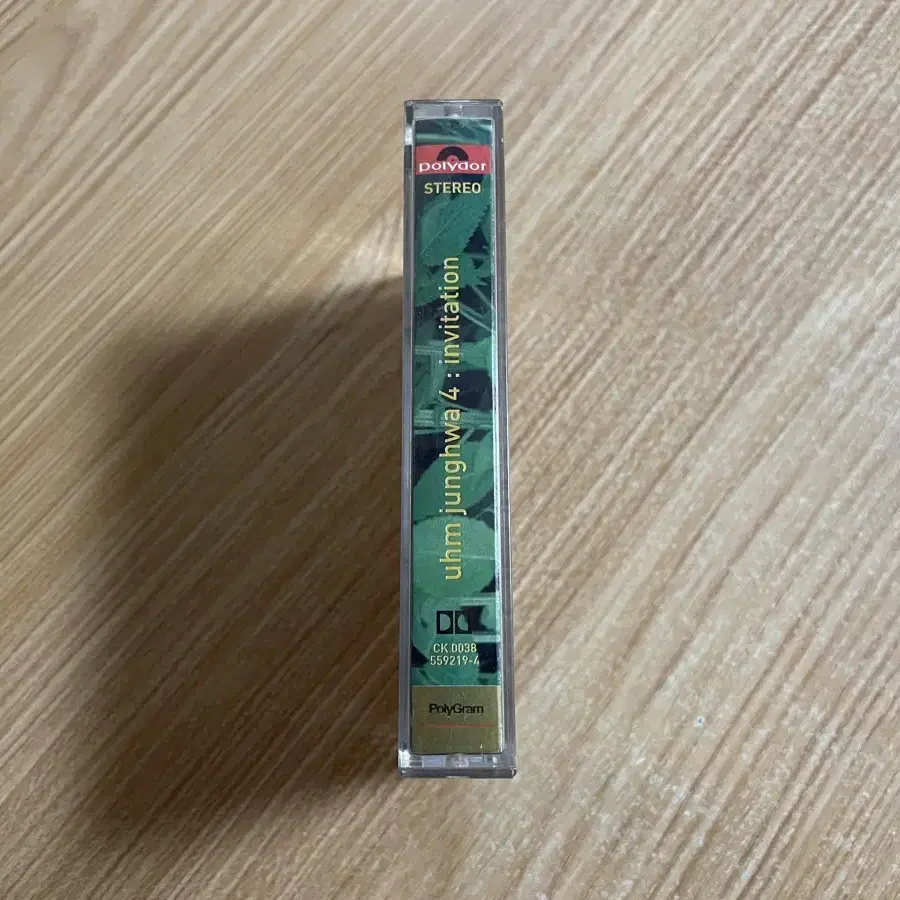 polydor
STEREO
uhm junghwa 4 : invitation
CK 0038
559219-4
PolyGram